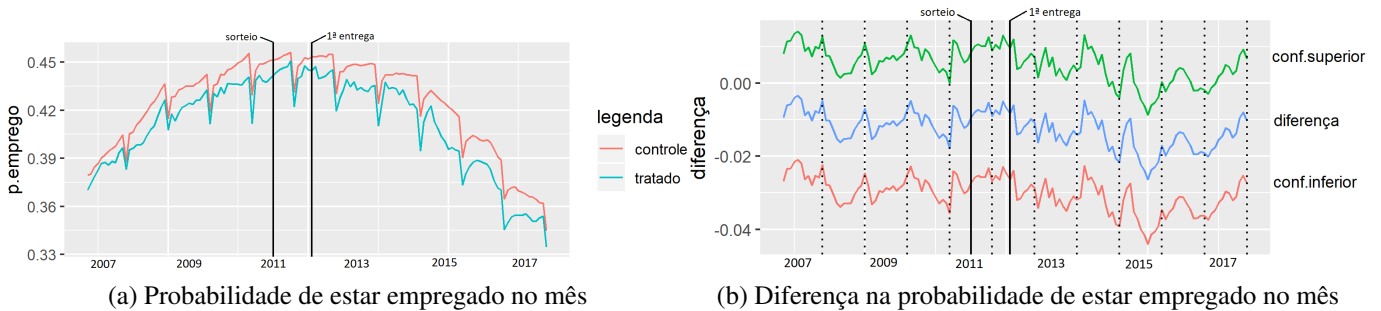 sorteio
1ª entrega
p.emprego
0.45
0.42
0.39
0.36
0.33
2007 2009 2011 2013 2015 2017
legenda
controle
tratado
(a) Probabilidade de estar empregado no mês
sorteio
1ª entrega
diferença
0.00
-0.02
-0.04
2007 2009 2011 2013 2015 2017
conf.superior
diferença
conf.inferior
(b) Diferença na probabilidade de estar empregado no mês